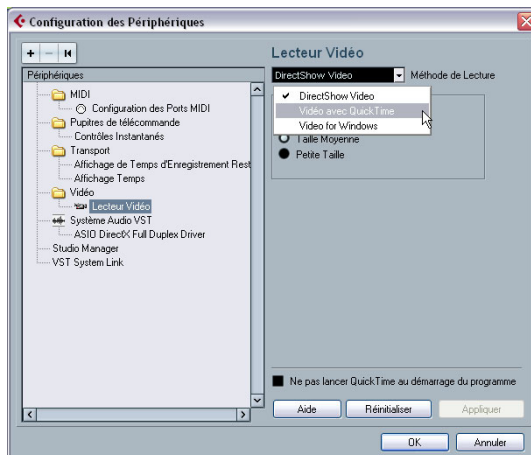 Configuration des Périphériques
Lecteur Vidéo
Périphériques
DirectShow Video
Méthode de Lecture
MIDI
Configuration des Ports MIDI
Pupitres de télécommande
Contrôles Instantanés
Transport
Affichage de Temps d'Enregistrement Rest
Affichage Temps
Vidéo
Lecteur Vidéo
Système Audio VST
ASIO DirectX Full Duplex Driver
Studio Manager
VST System Link
DirectShow Video
Vidéo avec QuickTime
Video for Windows
Taille Moyenne
Petite Taille
Ne pas lancer QuickTime au démarrage du programme
Aide
Réinitialiser
Appliquer
OK
Annuler